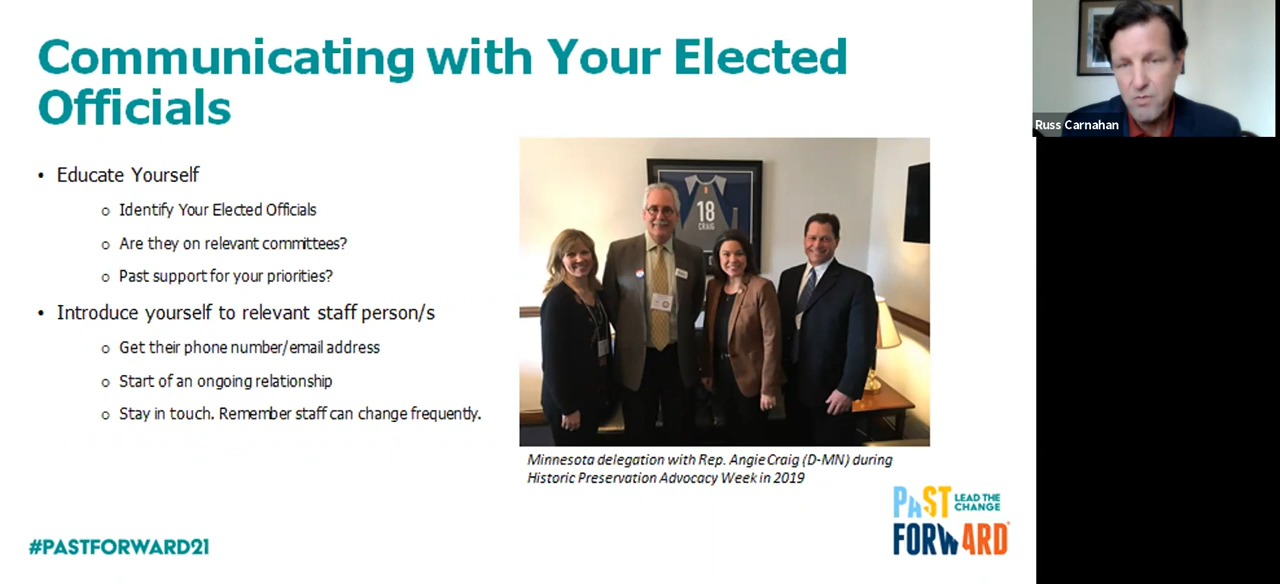 Communicating with Your Elected
Officials
• Educate Yourself
o Identify Your Elected Officials
o Are they on relevant committees?
o Past support for your priorities?
• Introduce yourself to relevant staff person/s
o Get their phone number/email address
o Start of an ongoing relationship
o Stay in touch. Remember staff can change frequently.
18
CRAIG
Minnesota delegation with Rep. Angie Craig (D-MN) during
Historic Preservation Advocacy Week in 2019
#PASTFORWARD21
PAST LEAD THE
CHANGE
FORWARD
Russ Carnahan